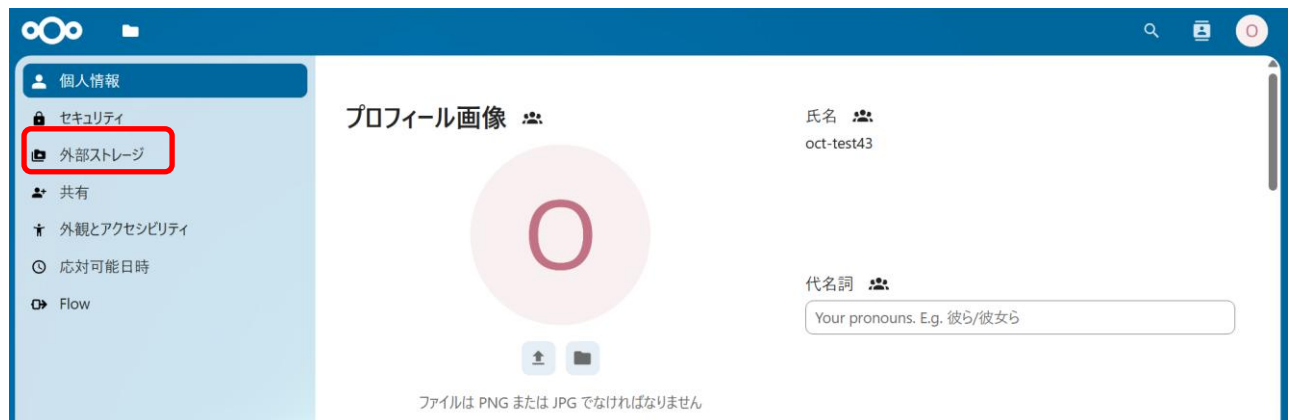 O
個人情報
セキュリティ
外部ストレージ
共有
外観とアクセシビリティ
応対可能日時
Flow
プロフィール画像
O
ファイルは PNG または JPG でなければなりません
氏名
oct-test43
代名詞
Your pronouns. E.g. 彼ら/彼女ら